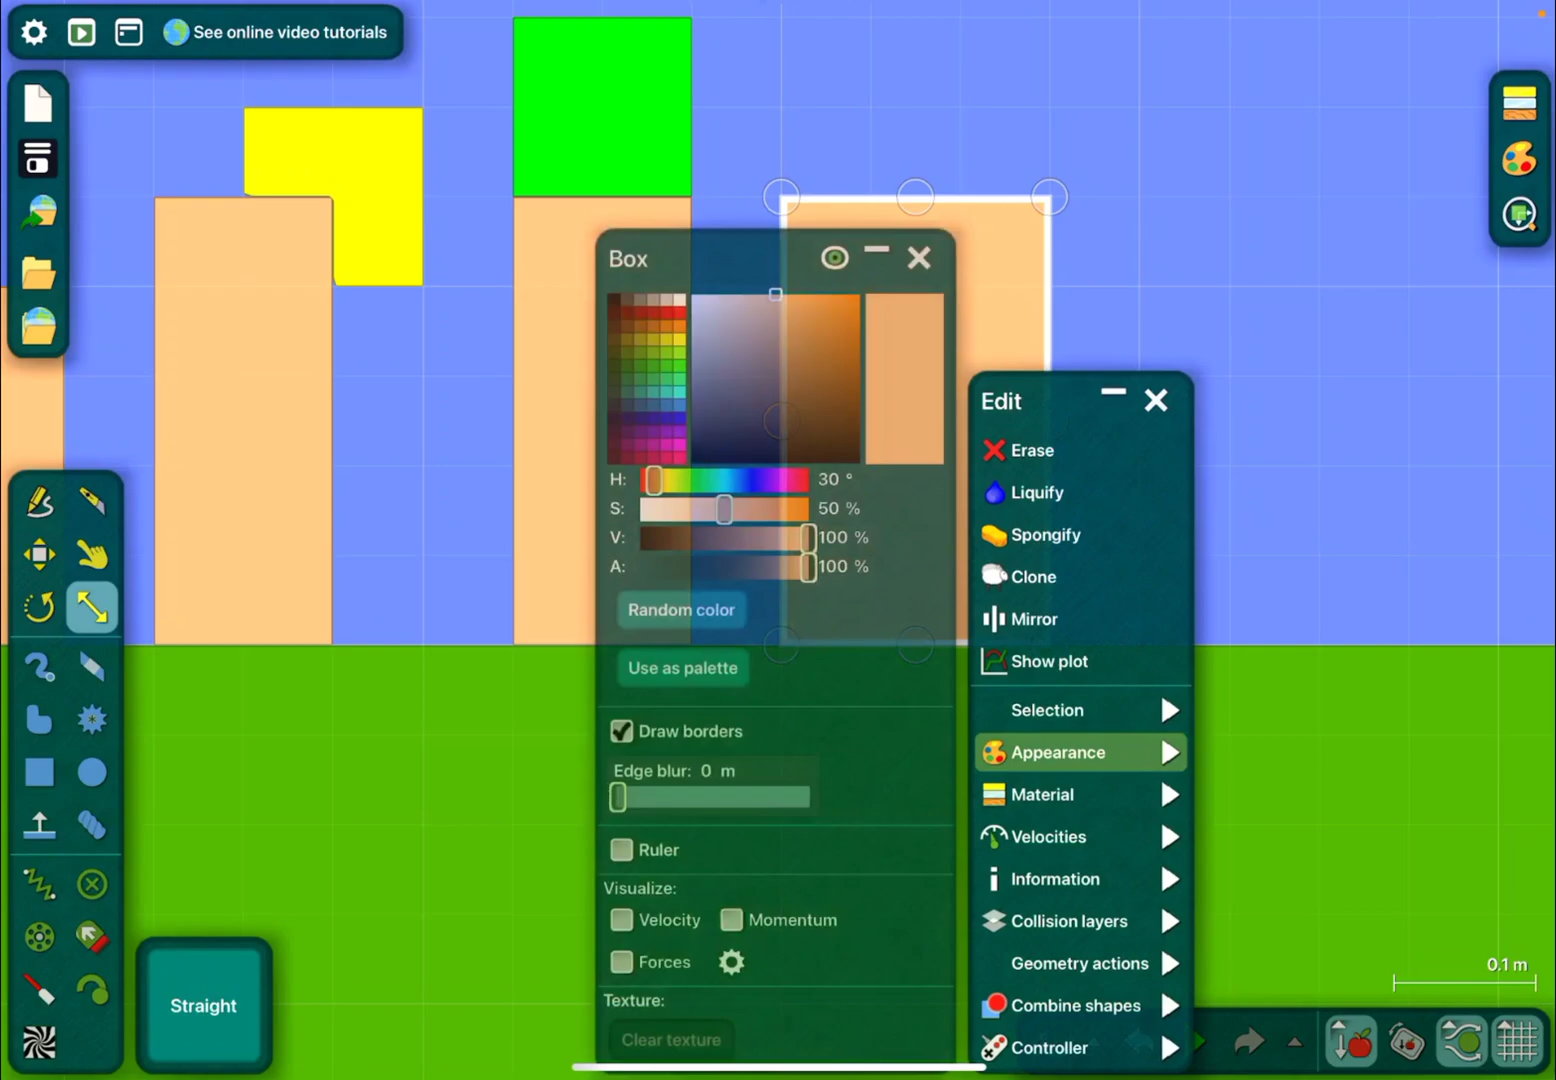 See online video tutorials
Box
H: 30 °
S: 50 %
V: 100 %
A: 100 %
Random color
Use as palette
Draw borders
Edge blur: 0 m
Ruler
Visualize:
Velocity
Momentum
Forces
Texture:
Clear texture
Edit
Erase
Liquify
Spongify
Clone
Mirror
Show plot
Selection
Appearance
Material
Velocities
Information
Collision layers
Geometry actions
Combine shapes
Controller
Straight
0.1 m